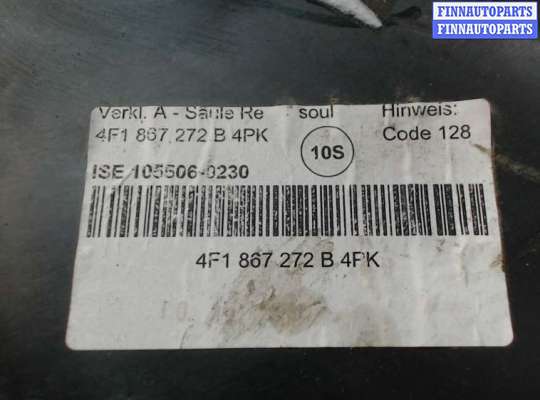 FINNAUTOPARTS
FINNAUTOPARTS
Verkl. A - Säule Re soul Hinweis:
4F1 867 272 B 4PK 10S Code 128
ISE 105506-9230
4F1 867 272 B 4PK